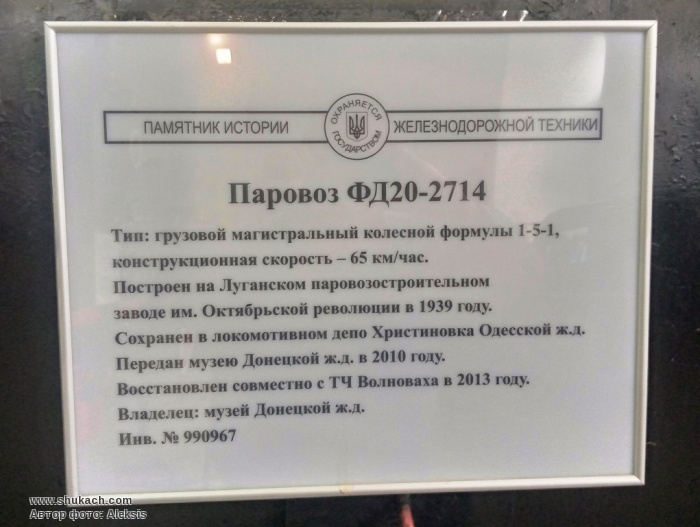 ПАМЯТНИК ИСТОРИИ
ОХРАНЯЕТСЯ ГОСУДАРСТВОМ
ЖЕЛЕЗНОДОРОЖНОЙ ТЕХНИКИ
Паровоз ФД20-2714
Тип: грузовой магистральный колесной формулы 1-5-1,
конструкционная скорость – 65 км/час.
Построен на Луганском паровозостроительном
заводе им. Октябрьской революции в 1939 году.
Сохранен в локомотивном депо Христиновка Одесской ж.д.
Передан музею Донецкой ж.д. в 2010 году.
Восстановлен совместно с ТЧ Волноваха в 2013 году.
Владелец: музей Донецкой ж.д.
Инв. № 990967
www.shukach.com
Автор фото: Aleksis